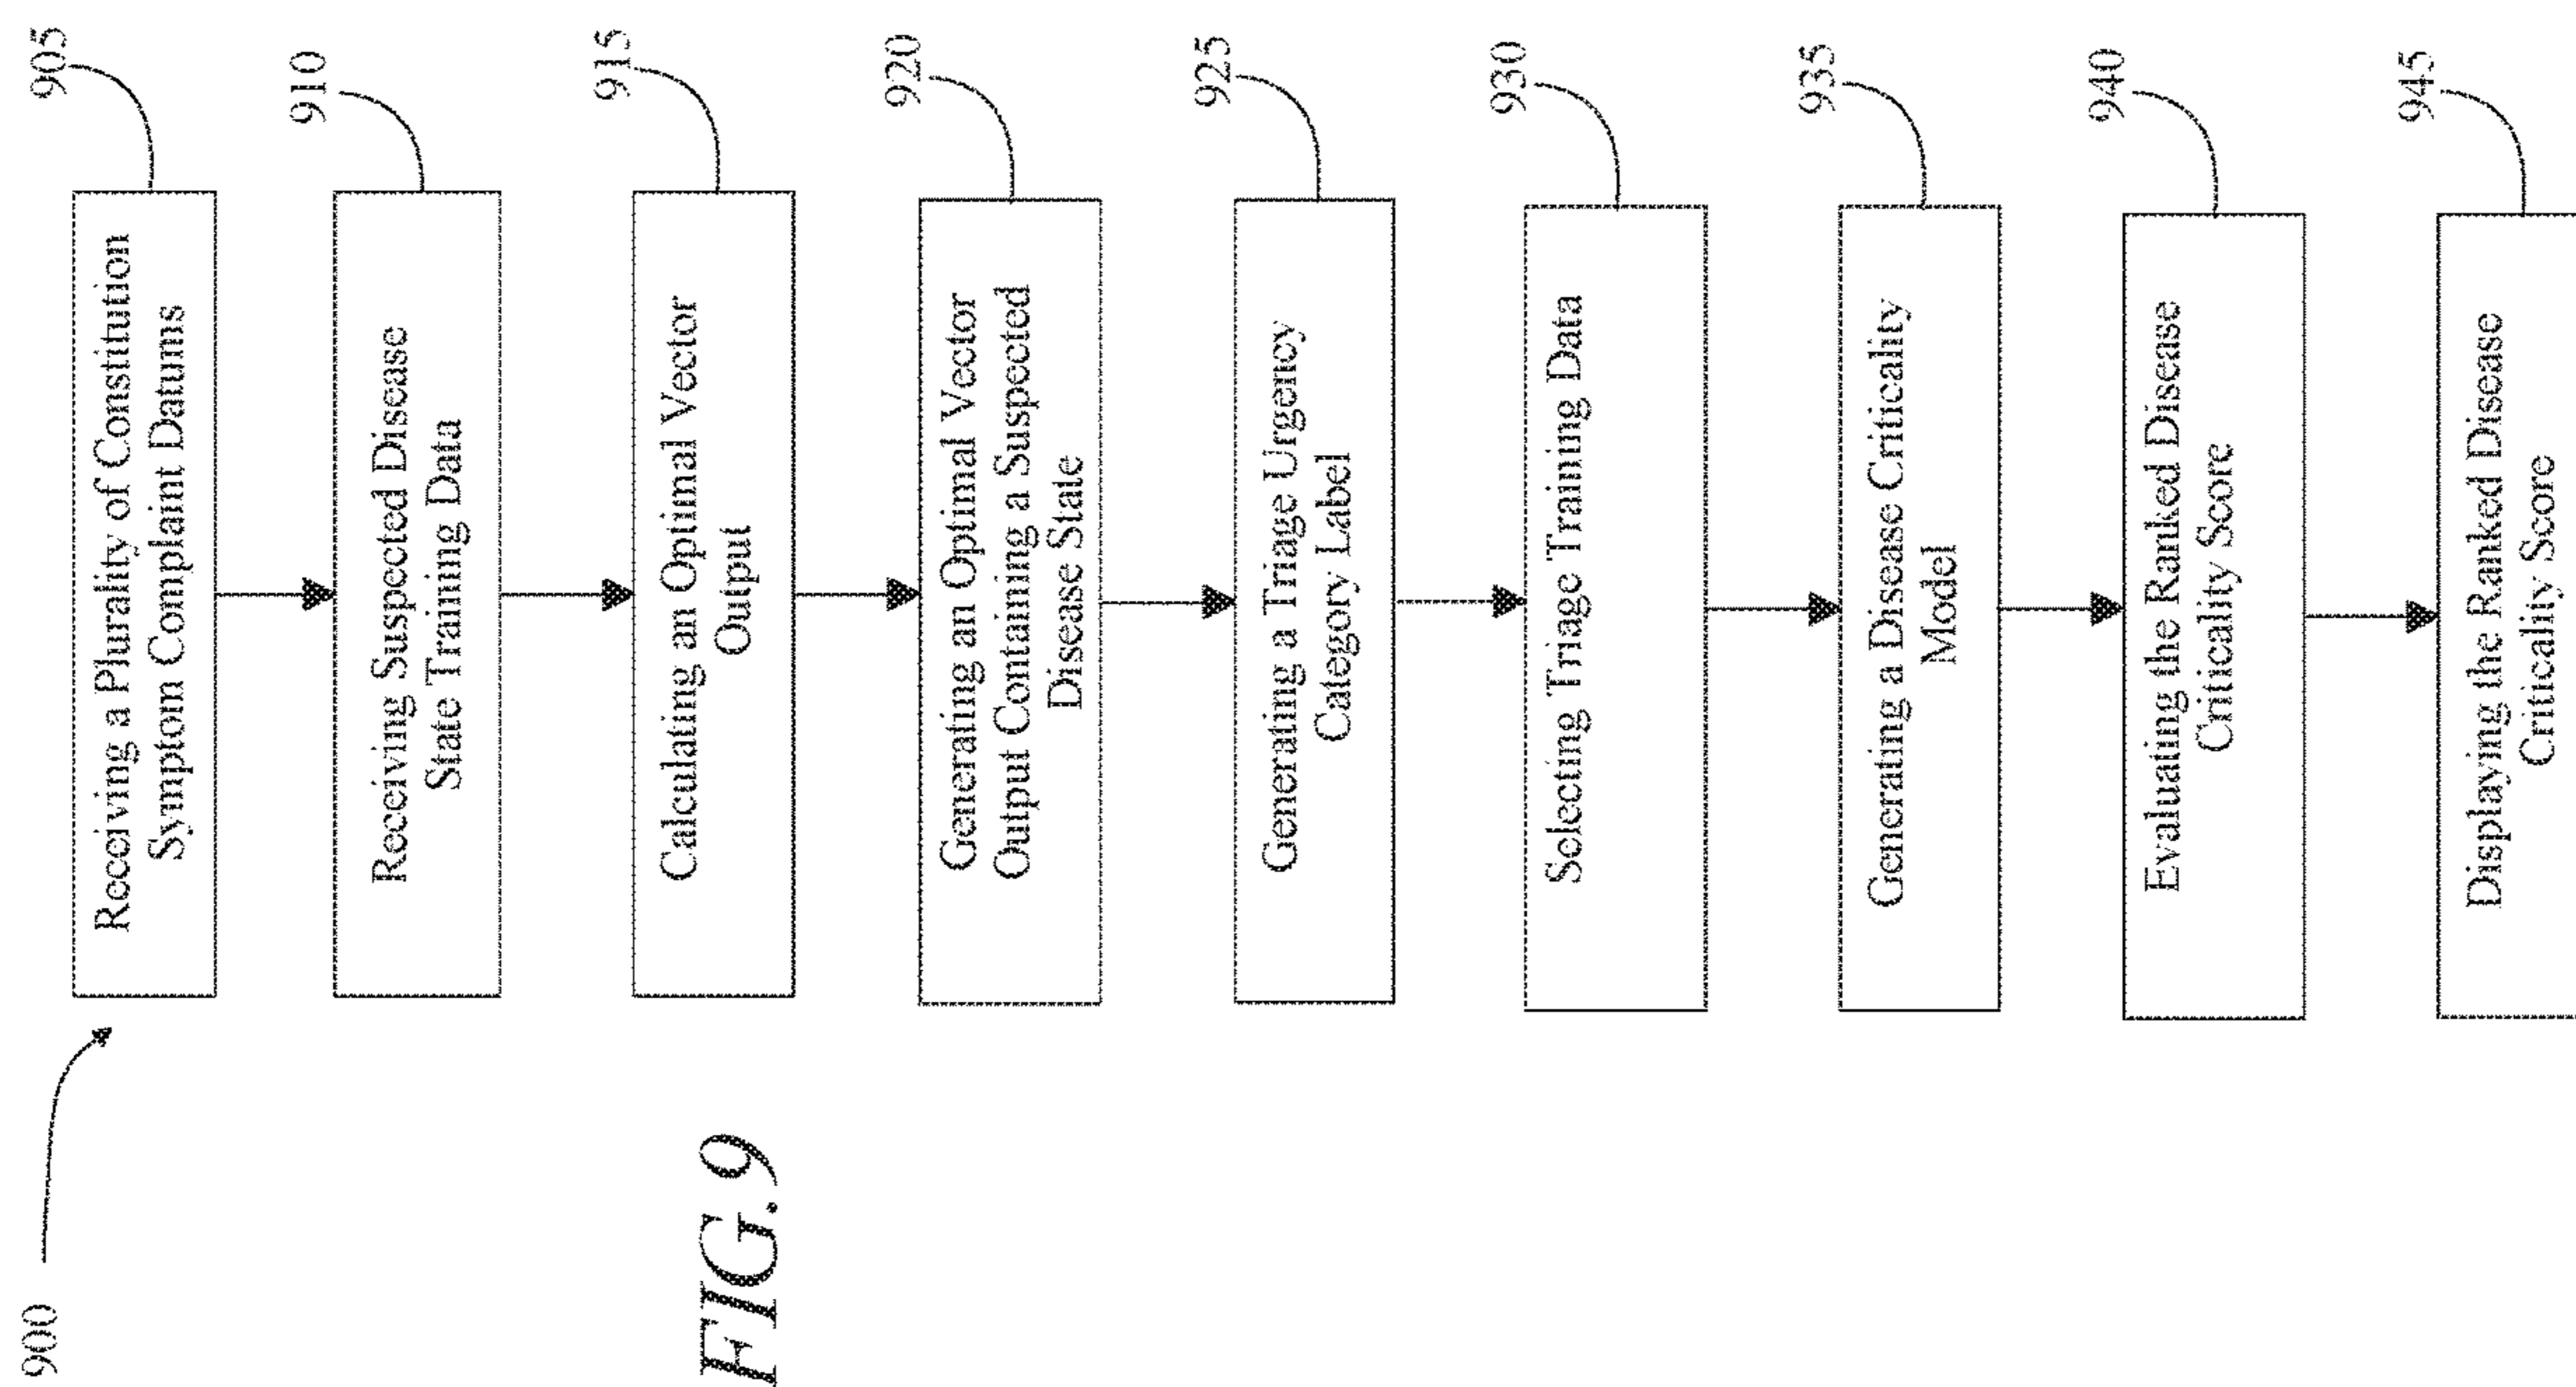 900
905
Receiving a Plurality of Constitution
Symptom Complaint Datums
910
Receiving Suspected Disease
State Training Data
915
Calculating an Optimal Vector
Output
920
Generating an Optimal Vector
Output Containing a Suspected
Disease State
925
Generating a Triage Urgency
Category Label
930
Selecting Triage Training Data
935
Generating a Disease Criticality
Model
940
Evaluating the Ranked Disease
Criticality Score
945
Displaying the Ranked Disease
Criticality Score
FIG. 9